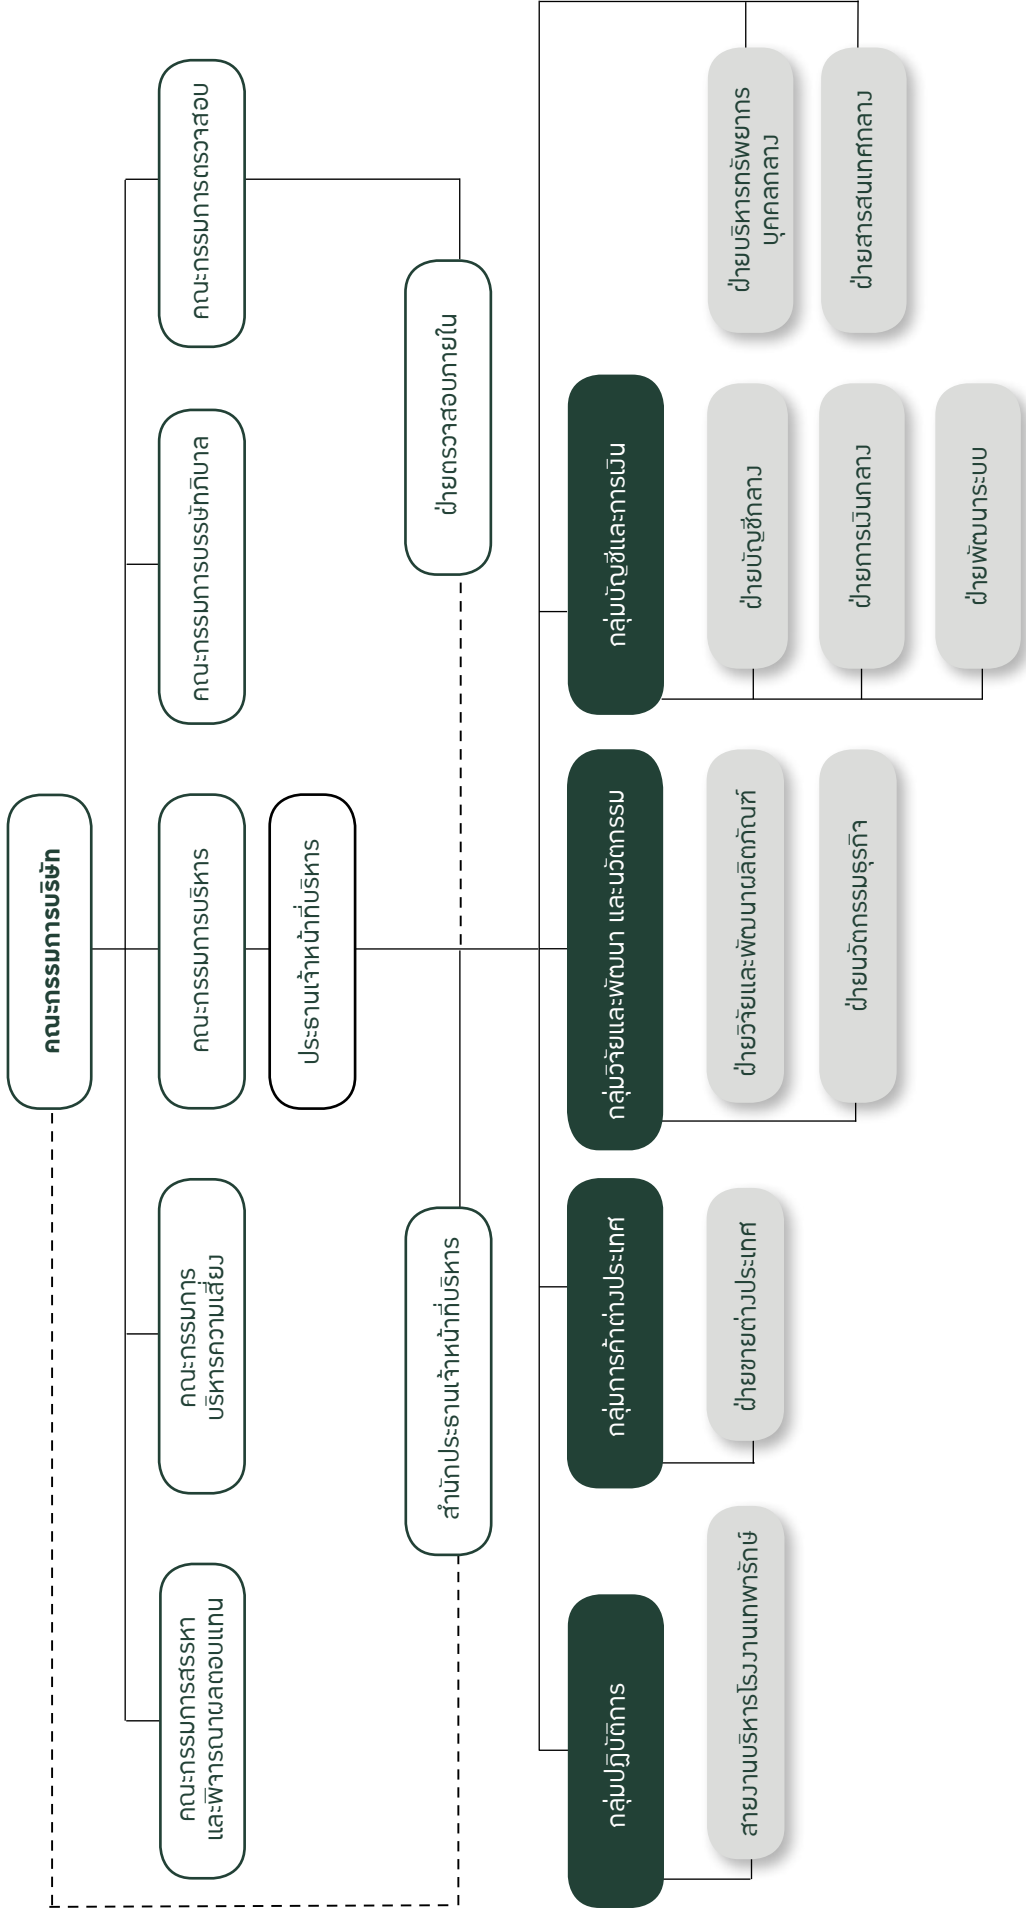 คณะกรรมการบริษัท
คณะกรรมการสรรหา
และพิจารณาผลตอบแทน
คณะกรรมการ
บริหารความเสี่ยง
คณะกรรมการบริหาร
คณะกรรมการบรรษัทภิบาล
คณะกรรมการตรวจสอบ
ประธานเจ้าหน้าที่บริหาร
สำนักประธานเจ้าหน้าที่บริหาร
ฝ่ายตรวจสอบภายใน
กลุ่มปฏิบัติการ
กลุ่มการค้าต่างประเทศ
กลุ่มวิจัยและพัฒนา และนวัตกรรม
กลุ่มบัญชีและการเงิน
สายงานบริหารโรงงานเทพารักษ์
ฝ่ายขายต่างประเทศ
ฝ่ายวิจัยและพัฒนาผลิตภัณฑ์
ฝ่ายบัญชีกลาง
ฝ่ายบริหารทรัพยากร
บุคคลกลาง
ฝ่ายนวัตกรรมธุรกิจ
ฝ่ายการเงินกลาง
ฝ่ายสารสนเทศกลาง
ฝ่ายพัฒนาระบบ